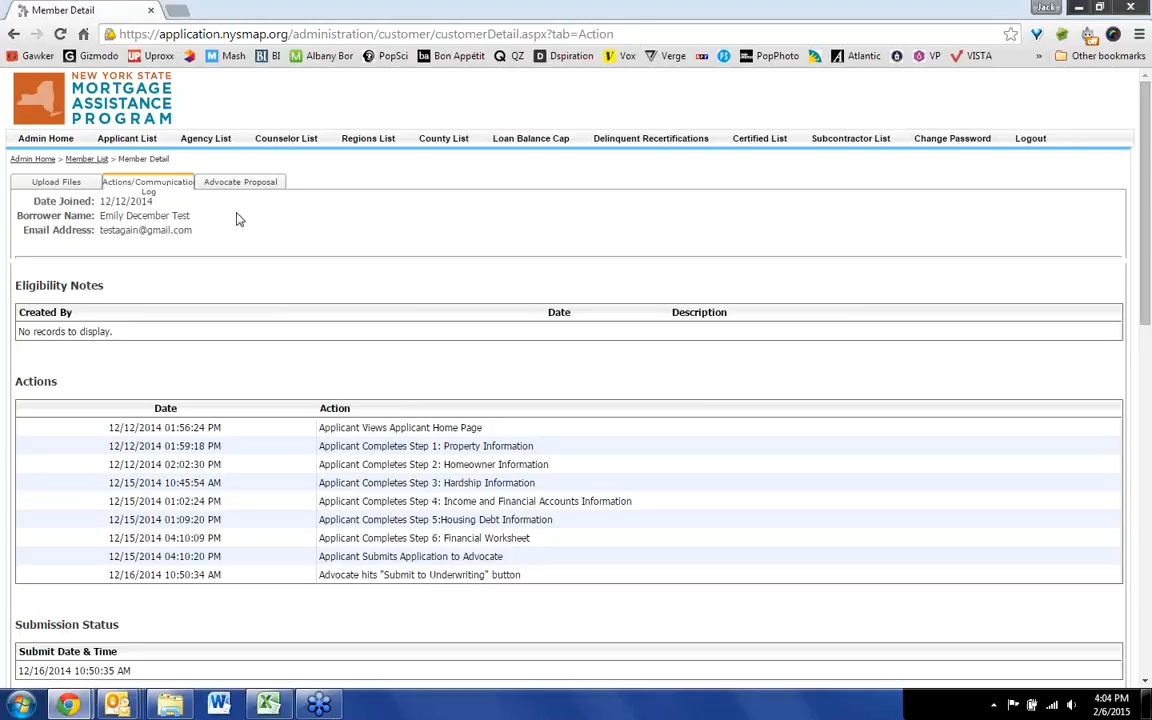 Member Detail
Jack
https://application.nysmap.org/administration/customer/customerDetail.aspx?tab=Action
Gawker Gizmodo Uproxx BI Albany Bor PopSci Bon Appétit QZ Dspiration Von Verge PopPhoto Atlantic VP VISTA » Other bookmarks
NEW YORK STATE
MORTGAGE
ASSISTANCE
PROGRAM
Admin Home Applicant List Agency List Counselor List Regions List County List Loan Balance Cap Delinquent Recertifications Certified List Subcontractor List Change Password Logout
Admin Home > Member List > Member Detail
Upload Files Actions/Communication Log Advocate Proposal
Date Joined: 12/12/2014
Borrower Name: Emily December Test
Email Address: testagain@gmail.com
Eligibility Notes
Created By Date Description
No records to display.
Actions
Date Action
12/12/2014 01:56:24 PM Applicant Views Applicant Home Page
12/12/2014 01:59:18 PM Applicant Completes Step 1: Property Information
12/12/2014 02:02:30 PM Applicant Completes Step 2: Homeowner Information
12/15/2014 10:45:54 AM Applicant Completes Step 3: Hardship Information
12/15/2014 01:02:24 PM Applicant Completes Step 4: Income and Financial Accounts Information
12/15/2014 01:09:20 PM Applicant Completes Step 5:Housing Debt Information
12/15/2014 04:10:09 PM Applicant Completes Step 6: Financial Worksheet
12/15/2014 04:10:20 PM Applicant Submits Application to Advocate
12/16/2014 10:50:34 AM Advocate hits "Submit to Underwriting" button
Submission Status
Submit Date & Time
12/16/2014 10:50:35 AM
4:04 PM
2/6/2015